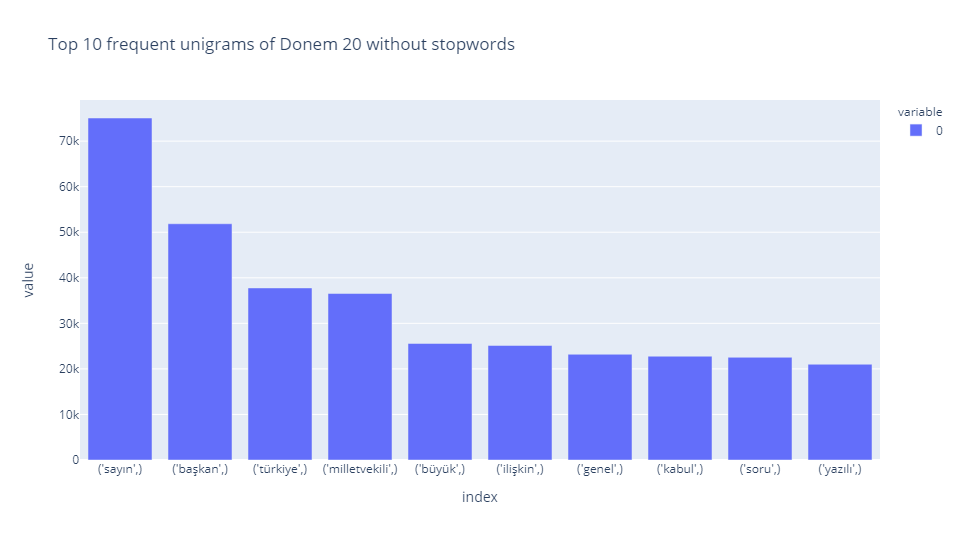 Top 10 frequent unigrams of Donem 20 without stopwords
variable
0
70k
60k
50k
40k
30k
20k
10k
0
value
('sayın',) ('başkan',) ('türkiye',) ('milletvekili',) ('büyük',) ('ilişkin',) ('genel',) ('kabul',) ('soru',) ('yazılı',)
index